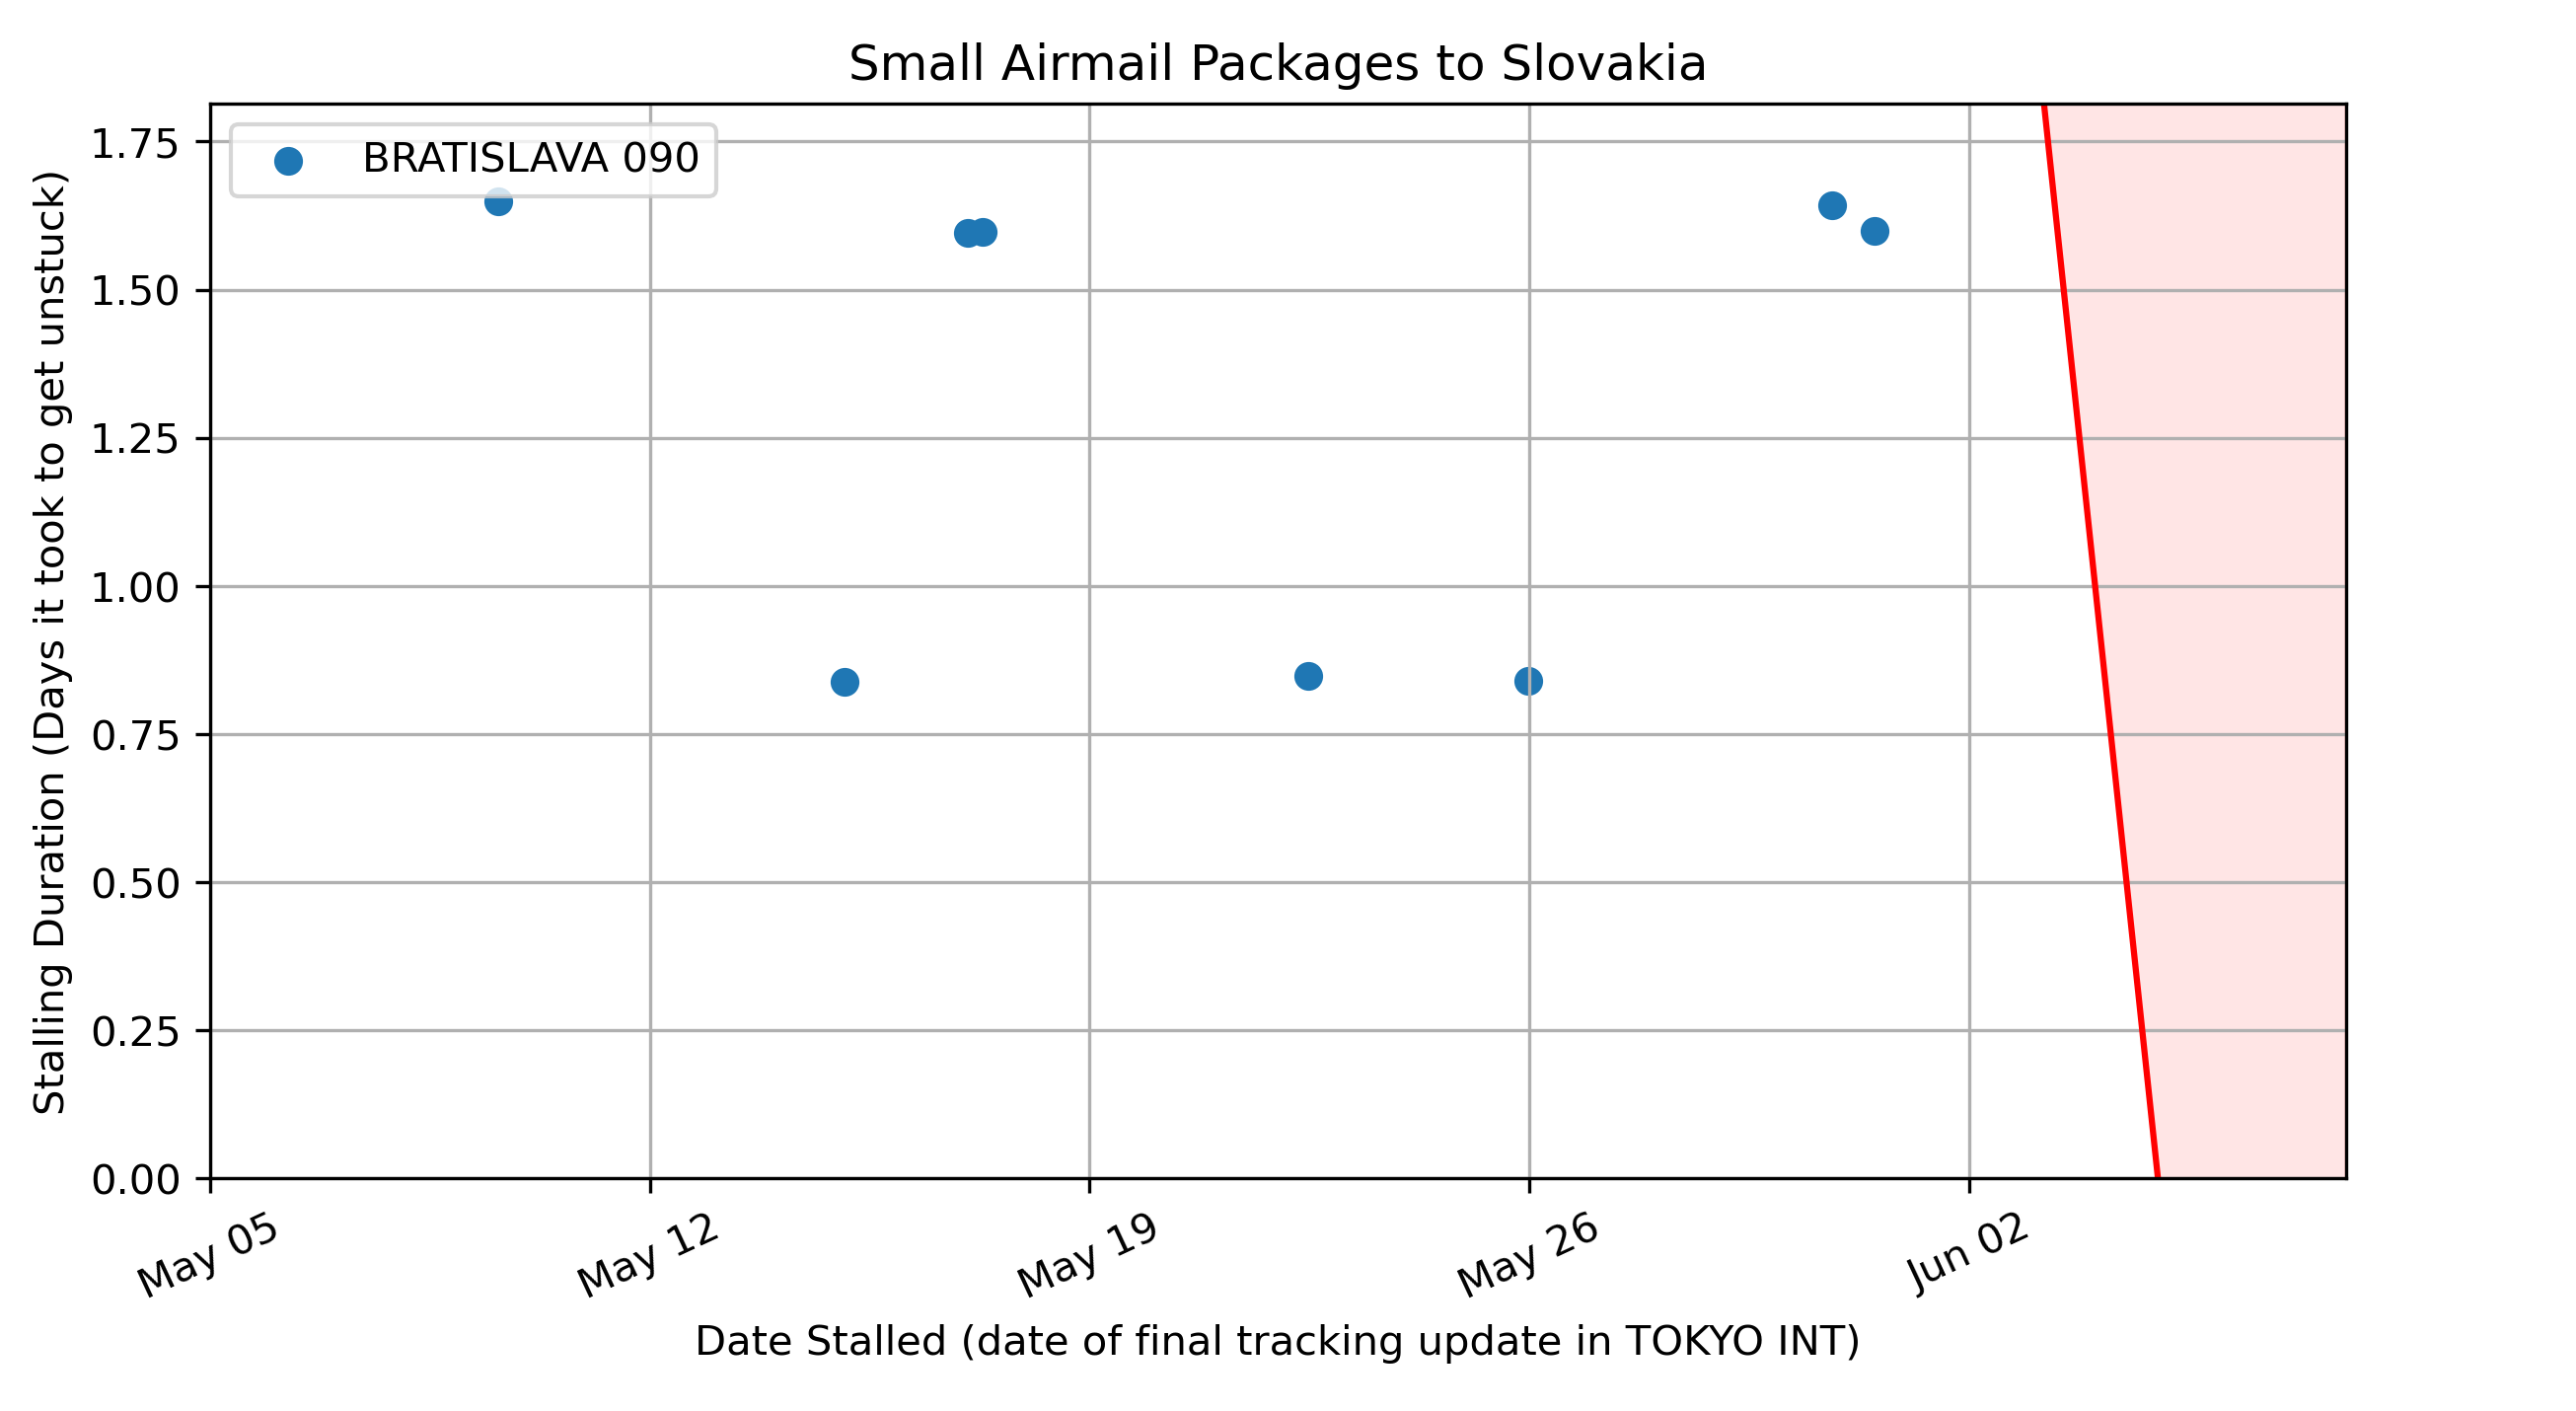 Small Airmail Packages to Slovakia
BRATISLAVA 090
Stalling Duration (Days it took to get unstuck)
1.75
1.50
1.25
1.00
0.75
0.50
0.25
0.00
May 05
May 12
May 19
May 26
Jun 02
Date Stalled (date of final tracking update in TOKYO INT)